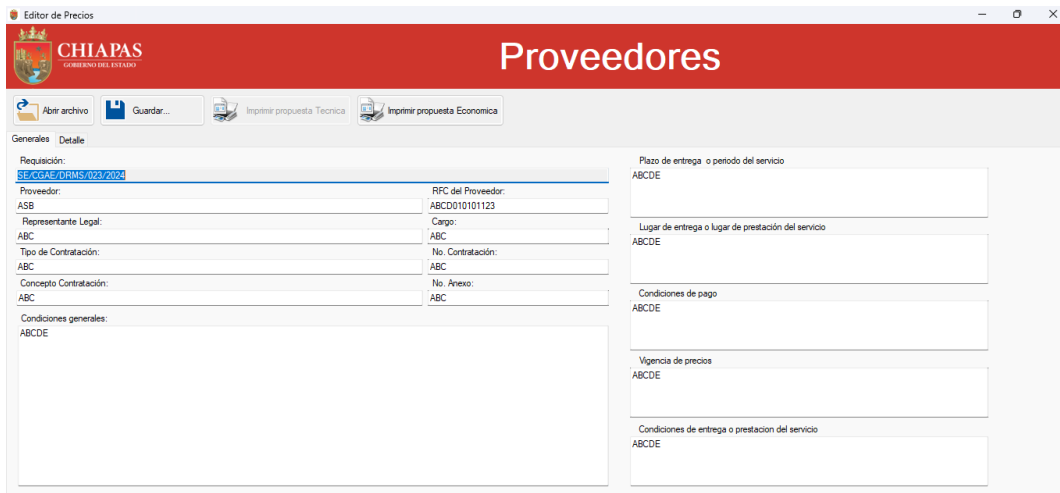 Editor de Precios
CHIAPAS
GOBIERNO DEL ESTADO
Proveedores
Abrir archivo
Guardar...
Imprimir propuesta Tecnica
Imprimir propuesta Economica
Generales
Detalle
Requisición:
SE/CGAE/DRMS/023/2024
Proveedor:
RFC del Proveedor:
ASB
ABCD010101123
Representante Legal:
Cargo:
ABC
ABC
Tipo de Contratación:
No. Contratación:
ABC
ABC
Concepto Contratación:
No. Anexo:
ABC
ABC
Condiciones generales:
ABCDE
Plazo de entrega o periodo del servicio
ABCDE
Lugar de entrega o lugar de prestación del servicio
ABCDE
Condiciones de pago
ABCDE
Vigencia de precios
ABCDE
Condiciones de entrega o prestacion del servicio
ABCDE